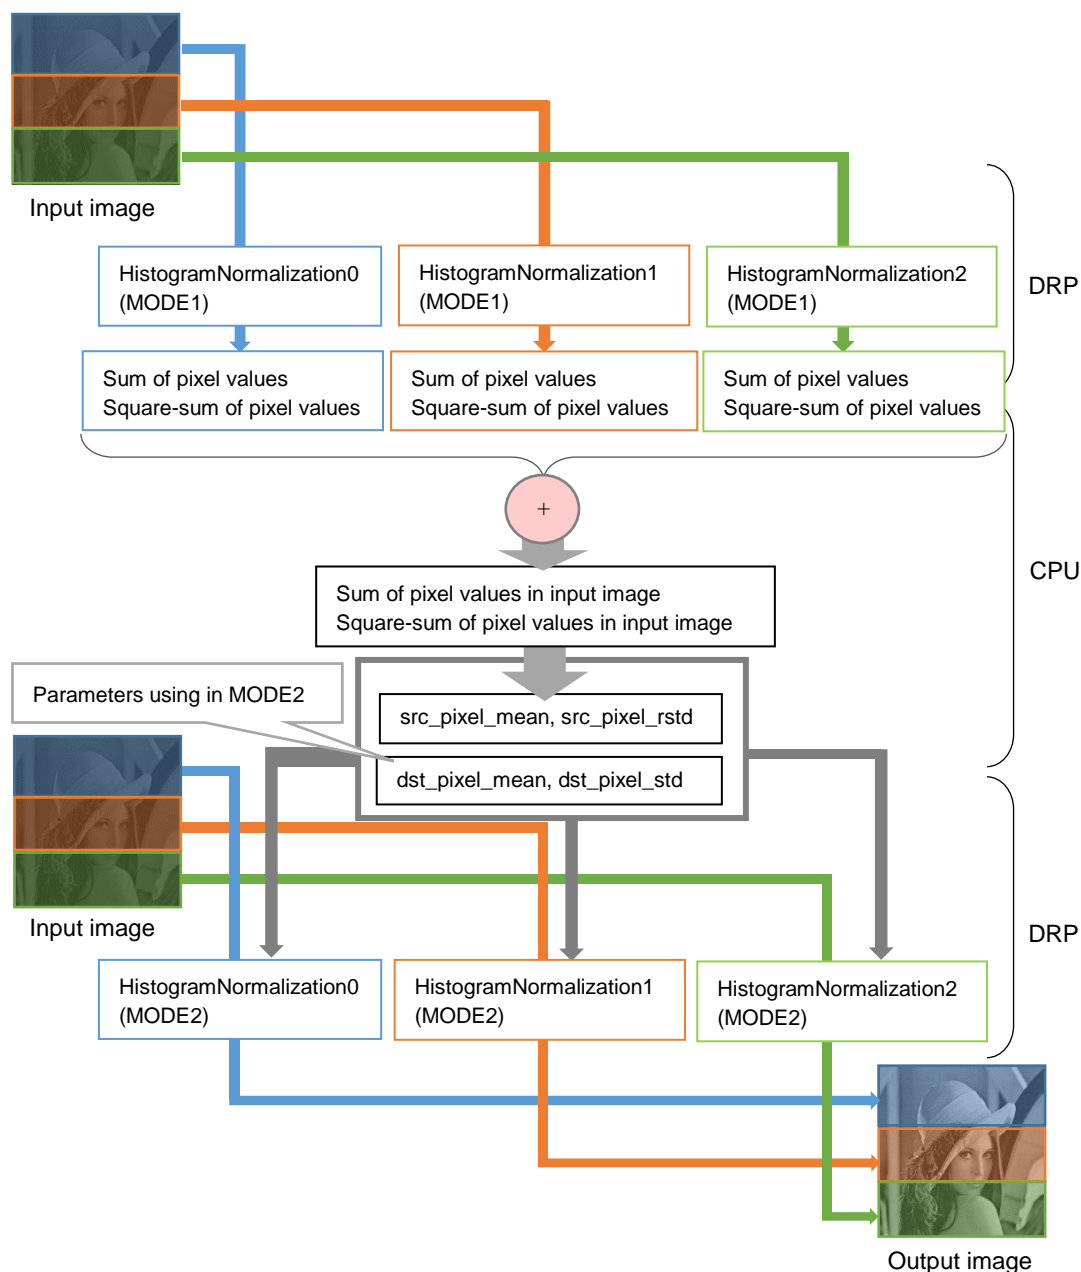 Input image
DRP
HistogramNormalization0
(MODE1)
HistogramNormalization1
(MODE1)
HistogramNormalization2
(MODE1)
Sum of pixel values
Square-sum of pixel values
Sum of pixel values
Square-sum of pixel values
Sum of pixel values
Square-sum of pixel values
+
CPU
Sum of pixel values in input image
Square-sum of pixel values in input image
Parameters using in MODE2
src_pixel_mean, src_pixel_rstd
dst_pixel_mean, dst_pixel_std
Input image
DRP
HistogramNormalization0
(MODE2)
HistogramNormalization1
(MODE2)
HistogramNormalization2
(MODE2)
Output image